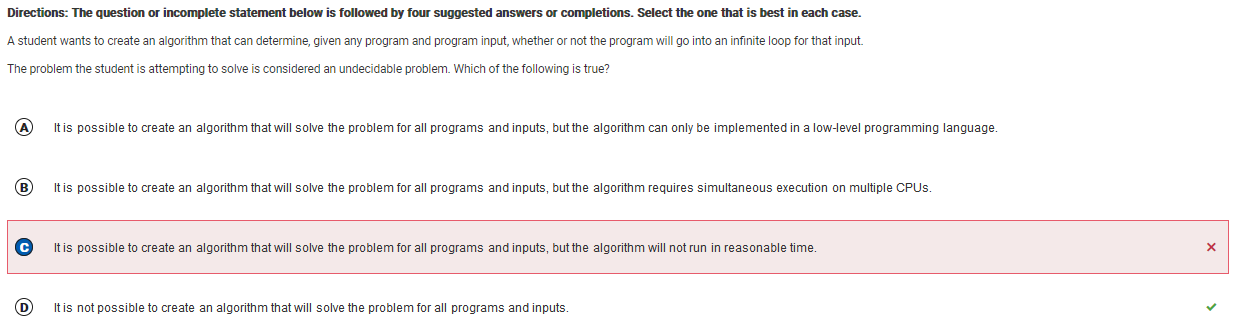 Directions: The question or incomplete statement below is followed by four suggested answers or completions. Select the one that is best in each case.
A student wants to create an algorithm that can determine, given any program and program input, whether or not the program will go into an infinite loop for that input.
The problem the student is attempting to solve is considered an undecidable problem. Which of the following is true?
A It is possible to create an algorithm that will solve the problem for all programs and inputs, but the algorithm can only be implemented in a low-level programming language.
B It is possible to create an algorithm that will solve the problem for all programs and inputs, but the algorithm requires simultaneous execution on multiple CPUs.
C It is possible to create an algorithm that will solve the problem for all programs and inputs, but the algorithm will not run in reasonable time.
D It is not possible to create an algorithm that will solve the problem for all programs and inputs.